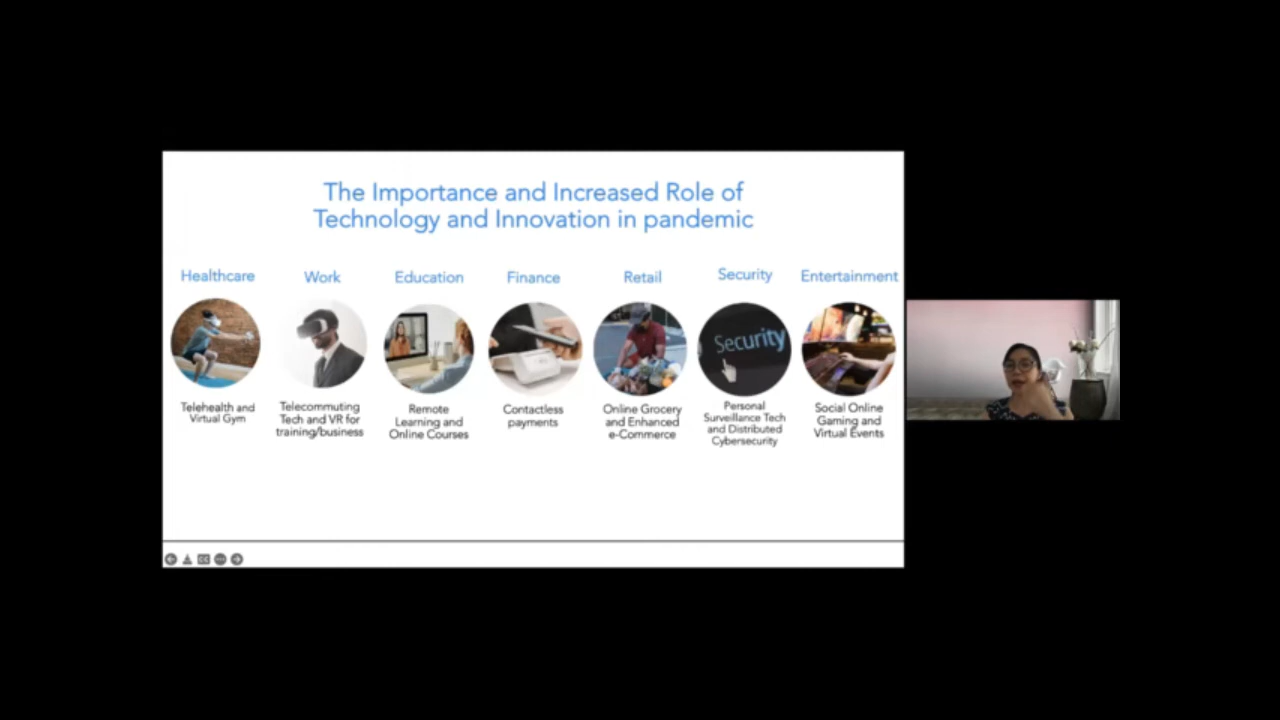 The Importance and Increased Role of
Technology and Innovation in pandemic
Healthcare
Work
Education
Finance
Retail
Security
Entertainment
Security
Telehealth and
Virtual Gym
Telecommuting
Tech and VR for
training/business
Remote
Learning and
Online Courses
Contactless
payments
Online Grocery
and Enhanced
e-Commerce
Personal
Surveillance Tech
and Distributed
Cybersecurity
Social Online
Gaming and
Virtual Events